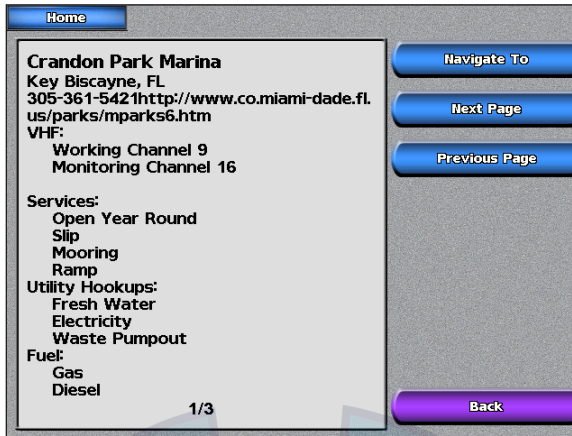 Home
Crandon Park Marina
Key Biscayne, FL
305-361-5421http://www.co.miami-dade.fl.
us/parks/mparks6.htm
VHF:
Working Channel 9
Monitoring Channel 16
Services:
Open Year Round
Slip
Mooring
Ramp
Utility Hookups:
Fresh Water
Electricity
Waste Pumpout
Fuel:
Gas
Diesel
1/3
Navigate To
Next Page
Previous Page
Back